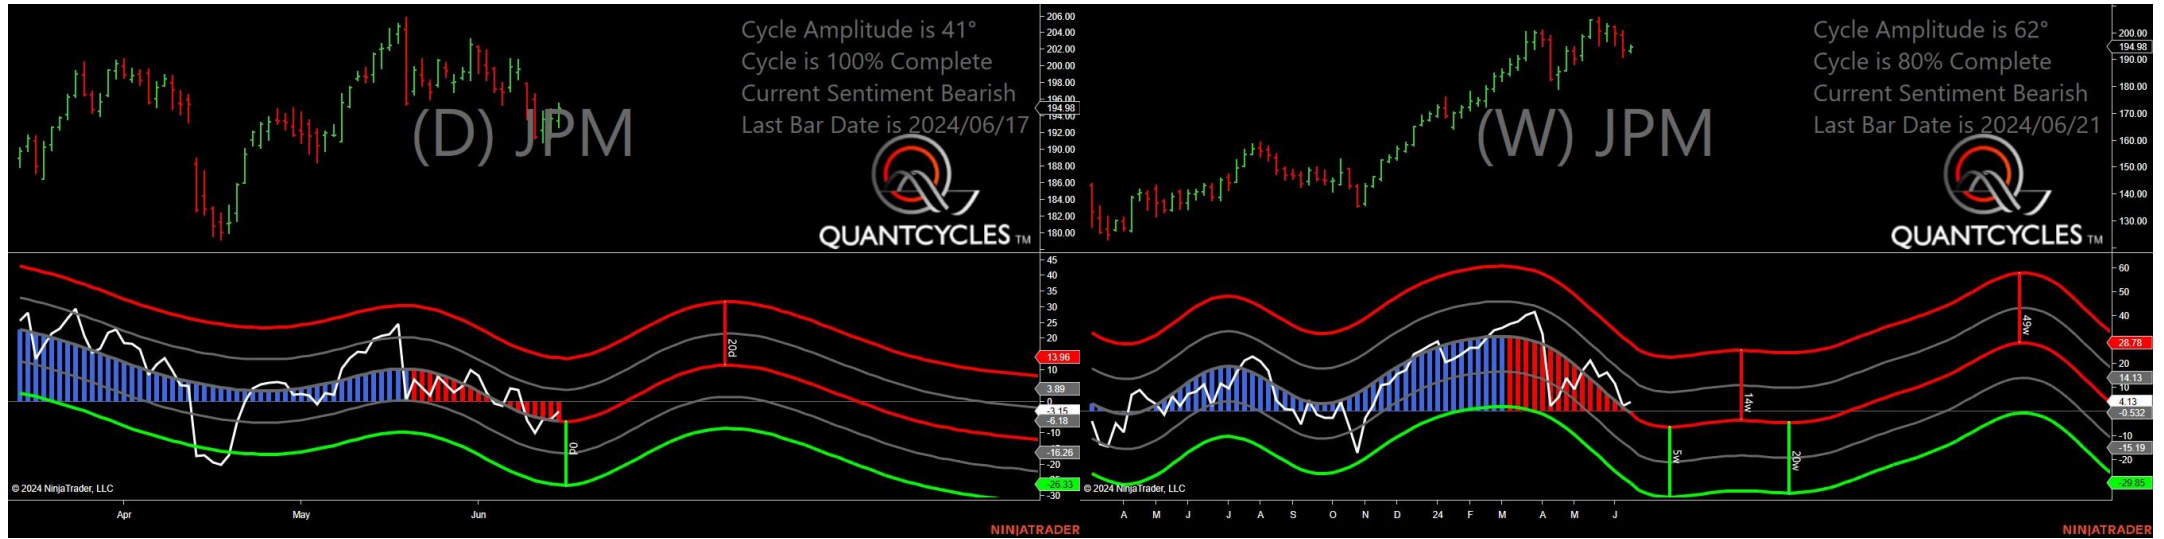 Cycle Amplitude is 41°
Cycle is 100% Complete
Current Sentiment Bearish
Last Bar Date is 2024/06/17
(D) JPM
QUANTCYCLES TM
206.00
204.00
202.00
200.00
198.00
196.00
194.98
194.00
192.00
190.00
188.00
186.00
184.00
182.00
180.00
45
40
35
30
25
20
13.96
10
3.89
0
-3.15
-6.18
-10
-16.26
-20
-26.33
-30
20d
0d
© 2024 NinjaTrader, LLC
Apr May Jun
NINJATRADER
Cycle Amplitude is 62°
Cycle is 80% Complete
Current Sentiment Bearish
Last Bar Date is 2024/06/21
(W) JPM
QUANTCYCLES TM
200.00
194.98
190.00
180.00
170.00
160.00
150.00
140.00
130.00
60
50
40
28.78
20
14.13
10
4.13
-0.532
-10
-15.19
-20
-29.85
49w
14w
5w
20w
© 2024 NinjaTrader, LLC
A M J J A S O N D 24 F M A M J
NINJATRADER